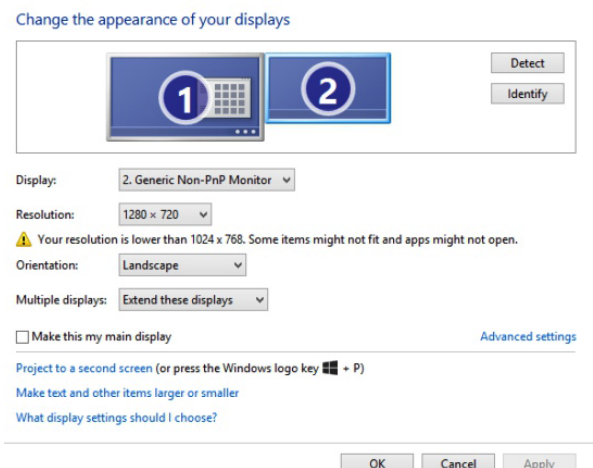 Change the appearance of your displays
1
2
Detect
Identify
Display: 2. Generic Non-PnP Monitor
Resolution: 1280 × 720
Your resolution is lower than 1024 x 768. Some items might not fit and apps might not open.
Orientation: Landscape
Multiple displays: Extend these displays
Make this my main display Advanced settings
Project to a second screen (or press the Windows logo key + P)
Make text and other items larger or smaller
What display settings should I choose?
OK Cancel Apply